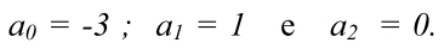 a₀ = -3 ; a₁ = 1 e a₂ = 0.